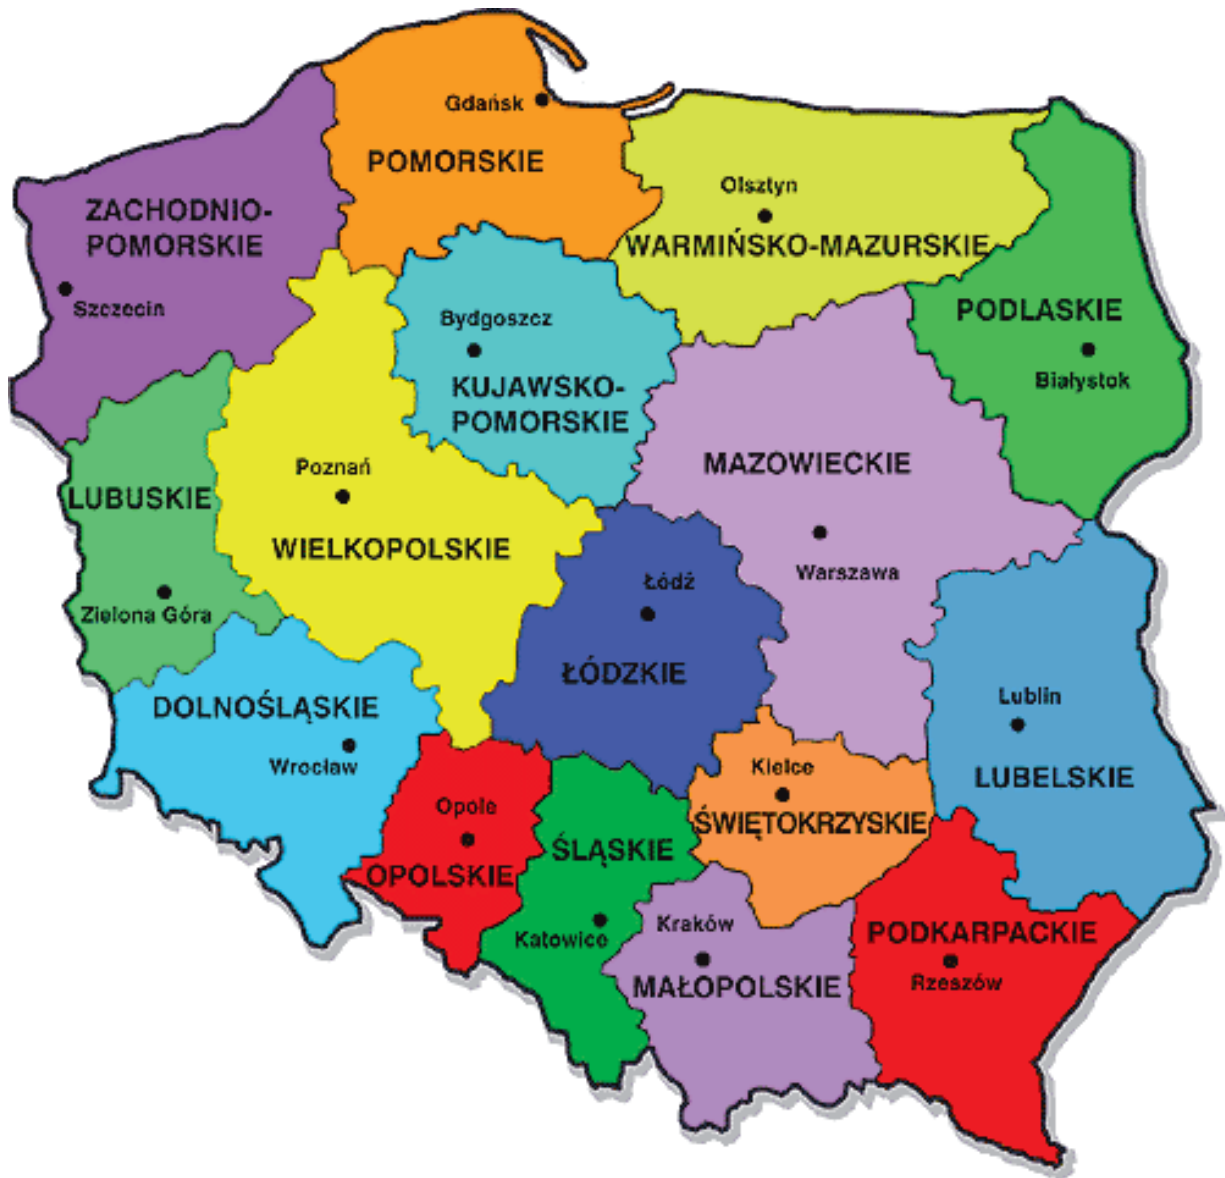 Gdańsk
POMORSKIE
ZACHODNIO-
POMORSKIE
Szczecin
Olsztyn
WARMIŃSKO-MAZURSKIE
PODLASKIE
Białystok
Bydgoszcz
KUJAWSKO-
POMORSKIE
MAZOWIECKIE
Warszawa
Poznań
WIELKOPOLSKIE
LUBUSKIE
Zielona Góra
Łódź
ŁÓDZKIE
DOLNOŚLĄSKIE
Wrocław
Lublin
LUBELSKIE
Kielce
ŚWIĘTOKRZYSKIE
Opole
OPOLSKIE
ŚLĄSKIE
Katowice
Kraków
MAŁOPOLSKIE
PODKARPACKIE
Rzeszów